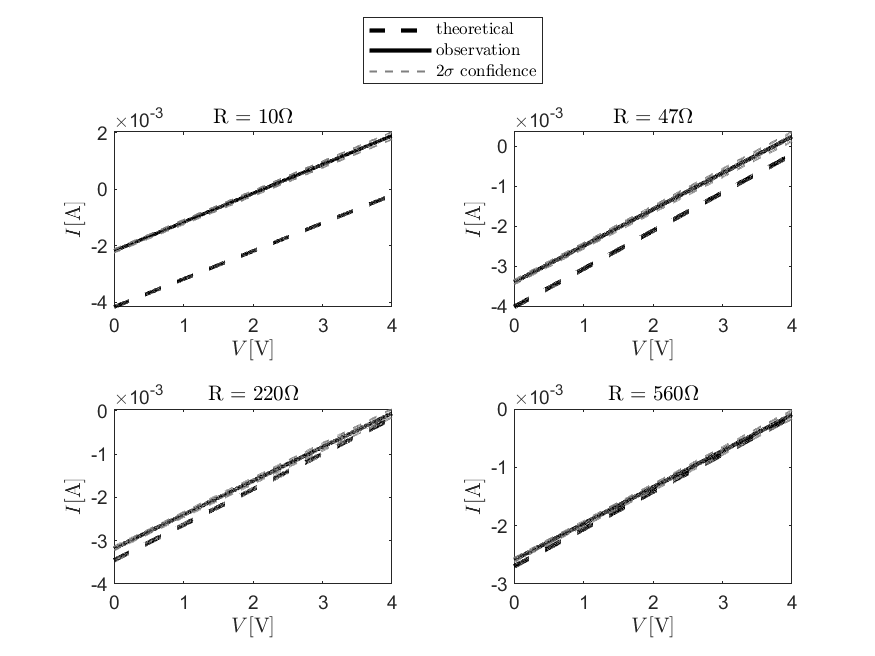 theoretical
observation
2σ confidence
×10-3
R = 10Ω
2
0
-2
-4
I[A]
0 1 2 3 4
V[V]
×10-3
R = 47Ω
0
-1
-2
-3
-4
I[A]
0 1 2 3 4
V[V]
×10-3
R = 220Ω
0
-1
-2
-3
-4
I[A]
0 1 2 3 4
V[V]
×10-3
R = 560Ω
0
-1
-2
-3
I[A]
0 1 2 3 4
V[V]